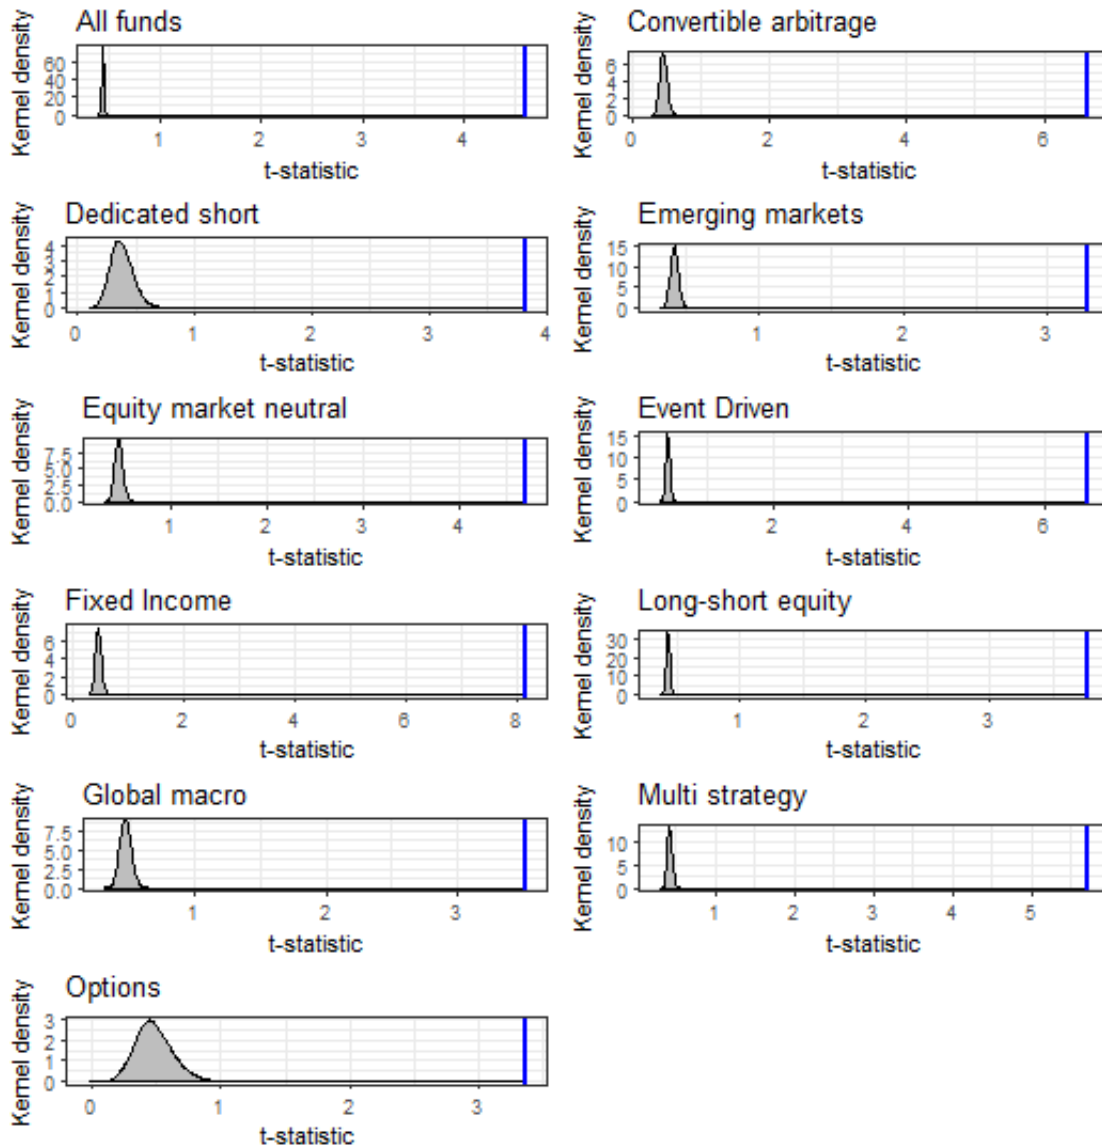 All funds
Kernel density
60
40
20
0
1 2 3 4
t-statistic
Convertible arbitrage
Kernel density
6
4
2
0
0 2 4 6
t-statistic
Dedicated short
Kernel density
4
3
2
1
0
0 1 2 3 4
t-statistic
Emerging markets
Kernel density
15
10
5
0
1 2 3
t-statistic
Equity market neutral
Kernel density
7.5
5.0
2.5
0.0
1 2 3 4
t-statistic
Event Driven
Kernel density
15
10
5
0
2 4 6
t-statistic
Fixed Income
Kernel density
6
4
2
0
0 2 4 6 8
t-statistic
Long-short equity
Kernel density
30
20
10
0
1 2 3
t-statistic
Global macro
Kernel density
7.5
5.0
2.5
0.0
1 2 3
t-statistic
Multi strategy
Kernel density
10
5
0
1 2 3 4 5
t-statistic
Options
Kernel density
3
2
1
0
0 1 2 3
t-statistic